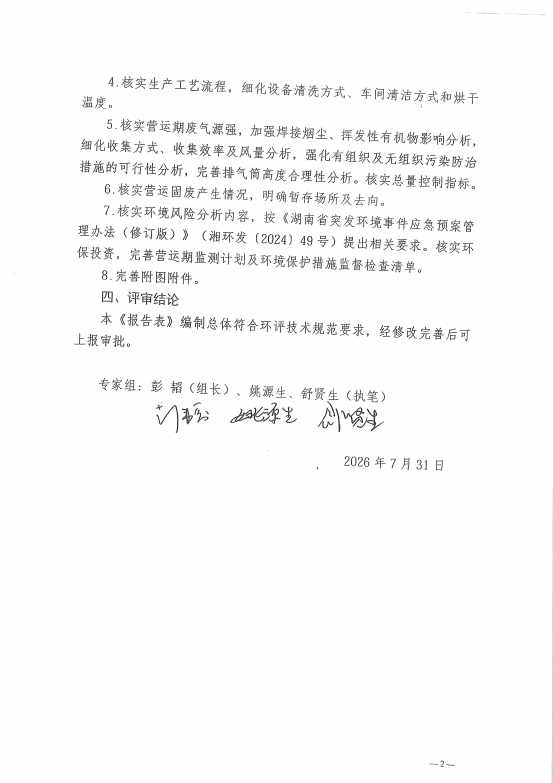 4.核实生产工艺流程，细化设备清洗方式、车间清洁方式和烘干
温度。
5.核实营运期废气源强，加强焊接烟尘、挥发性有机物影响分析，
细化收集方式、收集效率及风量分析，强化有组织及无组织污染防治
措施的可行性分析，完善排气筒高度合理性分析。核实总量控制指标。
6.核实营运固废产生情况，明确暂存场所及去向。
7.核实环境风险分析内容，按《湖南省突发环境事件应急预案管
理办法（修订版）》（湘环发〔2024〕49号）提出相关要求。核实环
保投资，完善营运期监测计划及环境保护措施监督检查清单。
8.完善附图附件。
四、评审结论
本《报告表》编制总体符合环评技术规范要求，经修改完善后可
上报审批。
专家组：彭 韬（组长）、姚源生、舒贤生（执笔）
姚源生
2026年7月31日
—2—